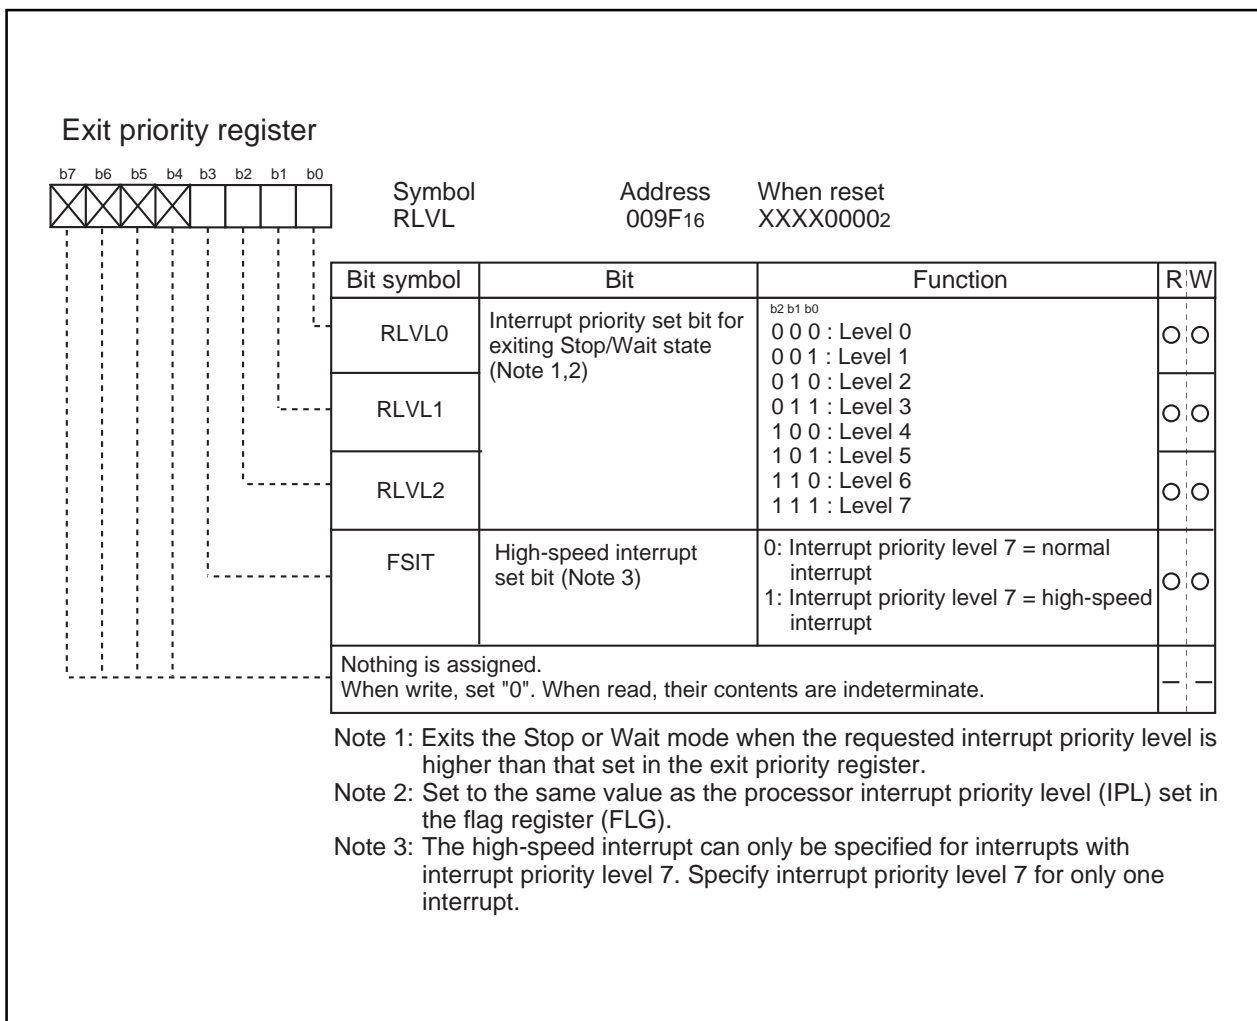 Exit priority register
b7 b6 b5 b4 b3 b2 b1 b0
Symbol Address When reset
RLVL 009F16 XXXX00002
Bit symbol Bit Function R W
RLVL0
Interrupt priority set bit for
exiting Stop/Wait state
(Note 1,2)
b2 b1 b0
0 0 0 : Level 0
0 0 1 : Level 1
0 1 0 : Level 2
0 1 1 : Level 3
1 0 0 : Level 4
1 0 1 : Level 5
1 1 0 : Level 6
1 1 1 : Level 7
RLVL1
RLVL2
FSIT
High-speed interrupt
set bit (Note 3)
0: Interrupt priority level 7 = normal
interrupt
1: Interrupt priority level 7 = high-speed
interrupt
Nothing is assigned.
When write, set "0". When read, their contents are indeterminate.
Note 1: Exits the Stop or Wait mode when the requested interrupt priority level is
higher than that set in the exit priority register.
Note 2: Set to the same value as the processor interrupt priority level (IPL) set in
the flag register (FLG).
Note 3: The high-speed interrupt can only be specified for interrupts with
interrupt priority level 7. Specify interrupt priority level 7 for only one
interrupt.